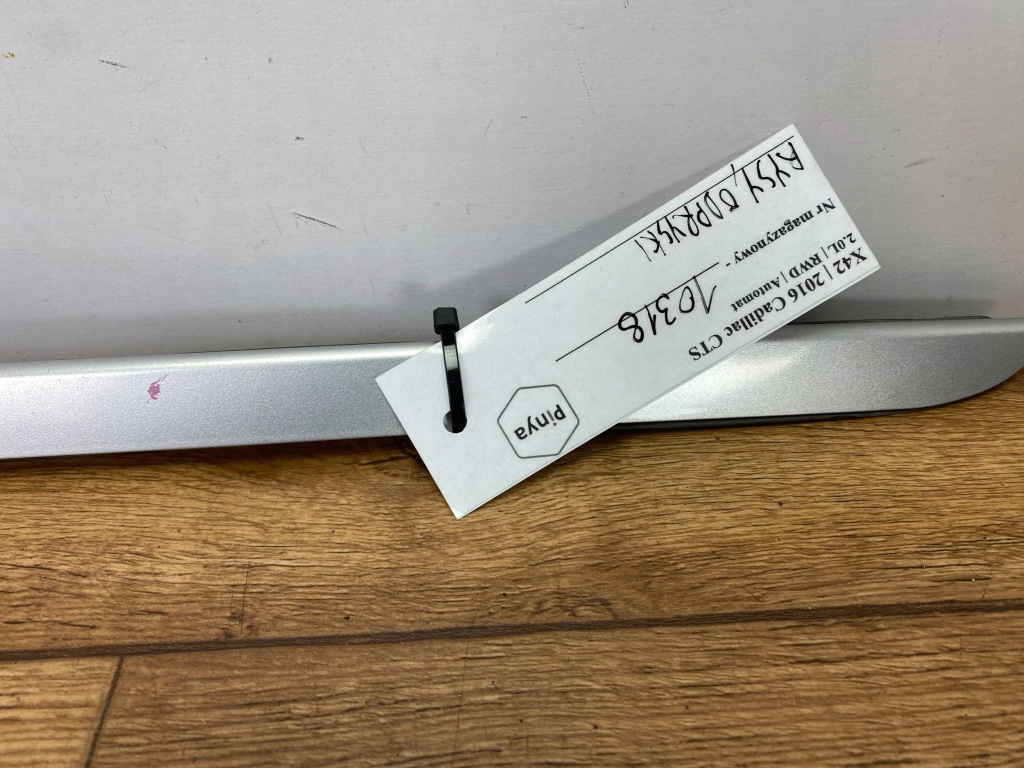 X42 | 2016 Cadillac CTS
2.0L | RWD | Automat
Nr magazynowy - 10318
RYSY, ODPRYSKI
Pinya